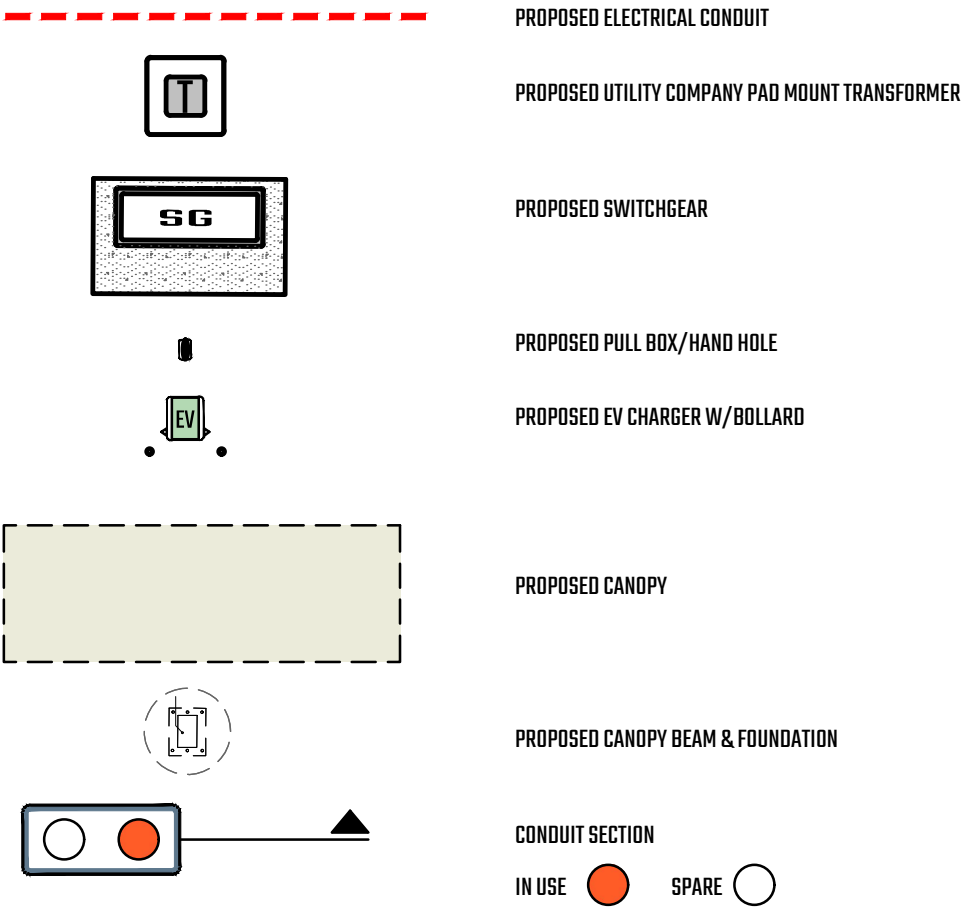 PROPOSED ELECTRICAL CONDUIT
T
PROPOSED UTILITY COMPANY PAD MOUNT TRANSFORMER
SG
PROPOSED SWITCHGEAR
PROPOSED PULL BOX/HAND HOLE
EV
PROPOSED EV CHARGER W/BOLLARD
PROPOSED CANOPY
PROPOSED CANOPY BEAM & FOUNDATION
CONDUIT SECTION
IN USE SPARE